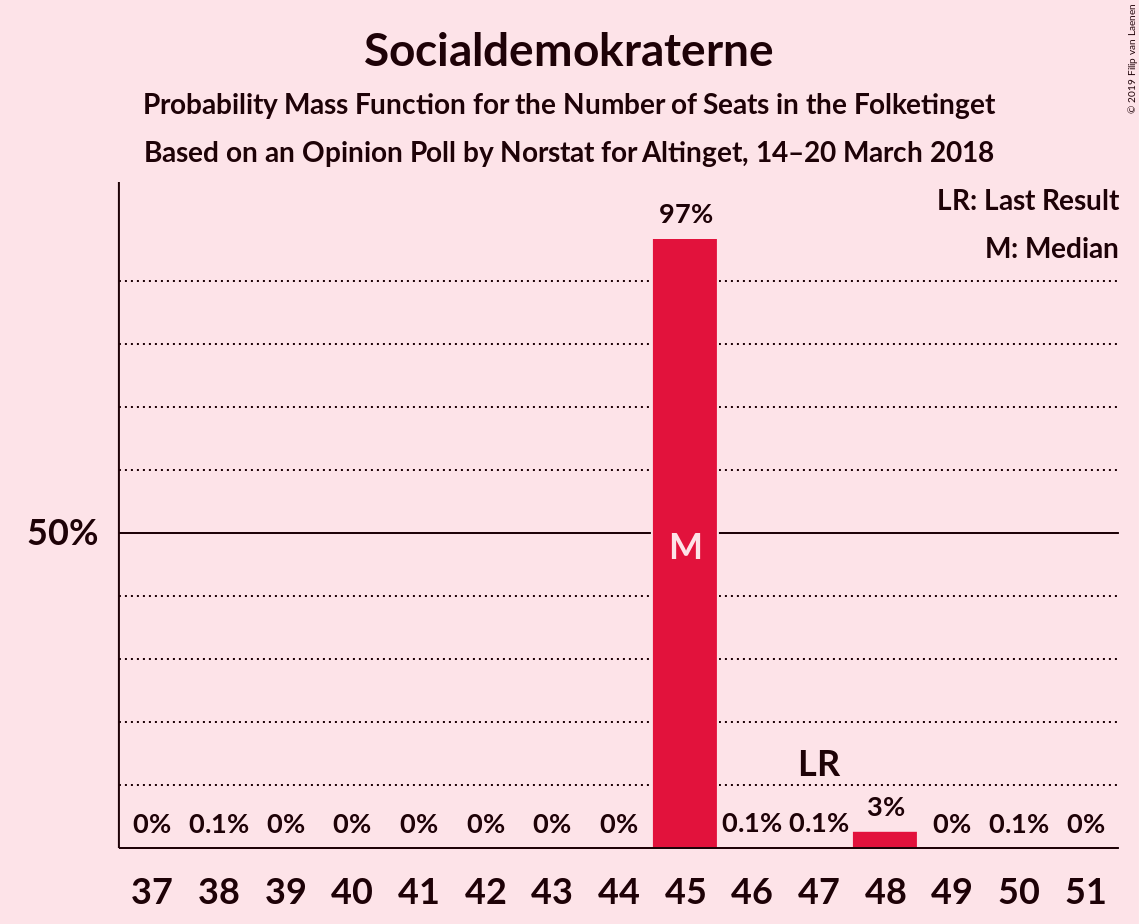 Socialdemokraterne
Probability Mass Function for the Number of Seats in the Folketinget
Based on an Opinion Poll by Norstat for Altinget, 14–20 March 2018
© 2019 Filip van Laenen
LR: Last Result
M: Median
97%
50%
M
LR
0% 0.1% 0% 0% 0% 0% 0% 0% 0.1% 0.1% 3% 0% 0.1% 0%
37 38 39 40 41 42 43 44 45 46 47 48 49 50 51